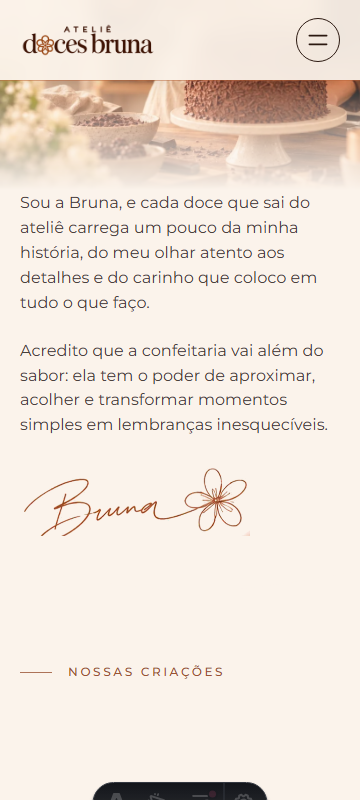 ATELIÊ
doces bruna
Sou a Bruna, e cada doce que sai do
ateliê carrega um pouco da minha
história, do meu olhar atento aos
detalhes e do carinho que coloco em
tudo o que faço.
Acredito que a confeitaria vai além do
sabor: ela tem o poder de aproximar,
acolher e transformar momentos
simples em lembranças inesquecíveis.
Bruna
NOSSAS CRIAÇÕES